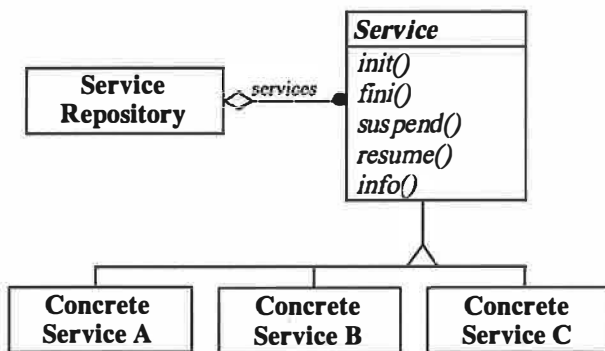 Service
init()
fini()
suspend()
resume()
info()
Service
Repository
services
Concrete
Service A
Concrete
Service B
Concrete
Service C